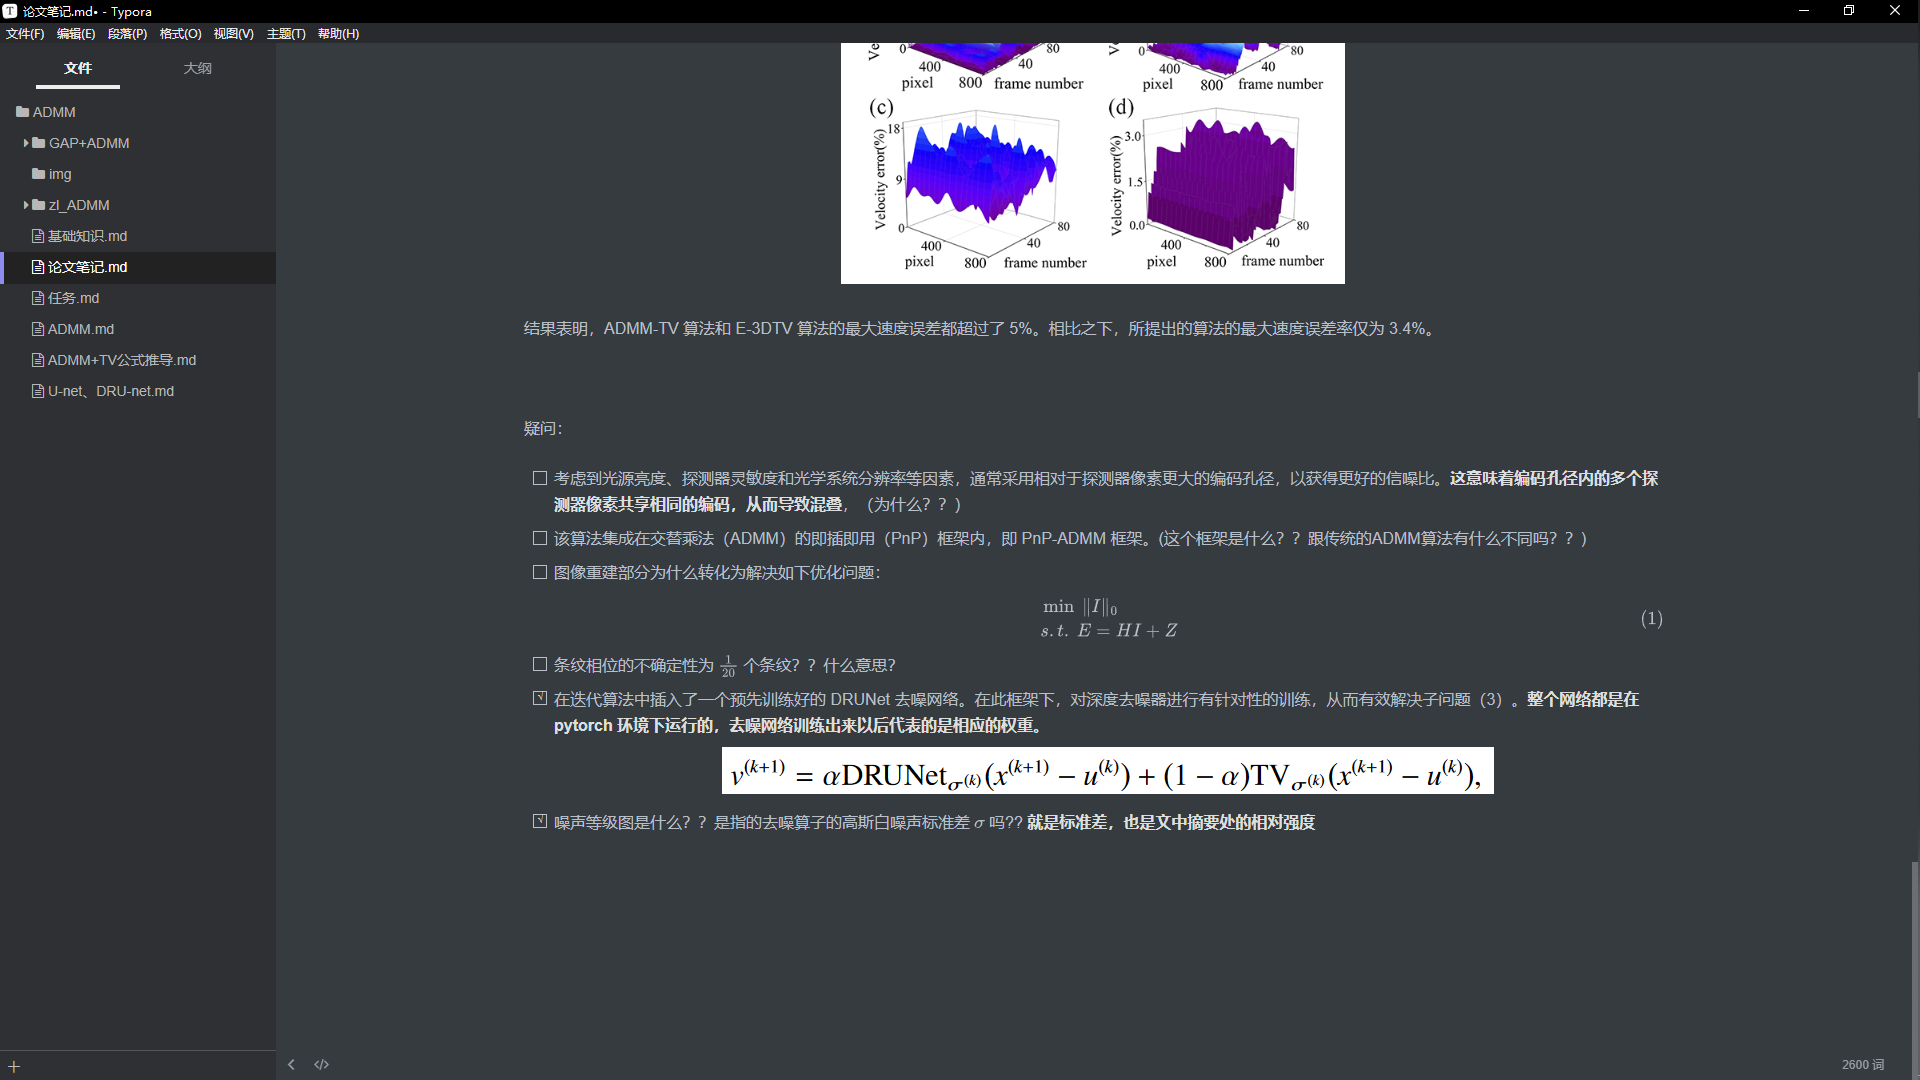 论文笔记.md• - Typora
文件(F) 编辑(E) 段落(P) 格式(O) 视图(V) 主题(T) 帮助(H)
文件 大纲
ADMM
GAP+ADMM
img
zl_ADMM
基础知识.md
论文笔记.md
任务.md
ADMM.md
ADMM+TV公式推导.md
U-net、DRU-net.md
0 400 800 pixel 40 80 frame number
0 400 800 pixel 40 80 frame number
(c) Velocity error(%) 18 9 0 400 800 pixel 40 80 frame number
(d) Velocity error(%) 3.0 1.5 0.0 400 800 pixel 40 80 frame number
结果表明，ADMM-TV 算法和 E-3DTV 算法的最大速度误差都超过了 5%。相比之下，所提出的算法的最大速度误差率仅为 3.4%。
疑问：
考虑到光源亮度、探测器灵敏度和光学系统分辨率等因素，通常采用相对于探测器像素更大的编码孔径，以获得更好的信噪比。这意味着编码孔径内的多个探
测器像素共享相同的编码，从而导致混叠，（为什么？？）
该算法集成在交替乘法（ADMM）的即插即用（PnP）框架内，即 PnP-ADMM 框架。(这个框架是什么？？跟传统的ADMM算法有什么不同吗？？)
图像重建部分为什么转化为解决如下优化问题：
min ‖I‖₀
s.t. E = HI + Z
(1)
条纹相位的不确定性为 1/20 个条纹？？什么意思？
在迭代算法中插入了一个预先训练好的 DRUNet 去噪网络。在此框架下，对深度去噪器进行有针对性的训练，从而有效解决子问题（3）。整个网络都是在
pytorch 环境下运行的，去噪网络训练出来以后代表的是相应的权重。
v^(k+1) = αDRUNet_σ^(k)(x^(k+1) − u^(k)) + (1 − α)TV_σ^(k)(x^(k+1) − u^(k)),
噪声等级图是什么？？是指的去噪算子的高斯白噪声标准差 σ 吗?? 就是标准差，也是文中摘要处的相对强度
2600 词